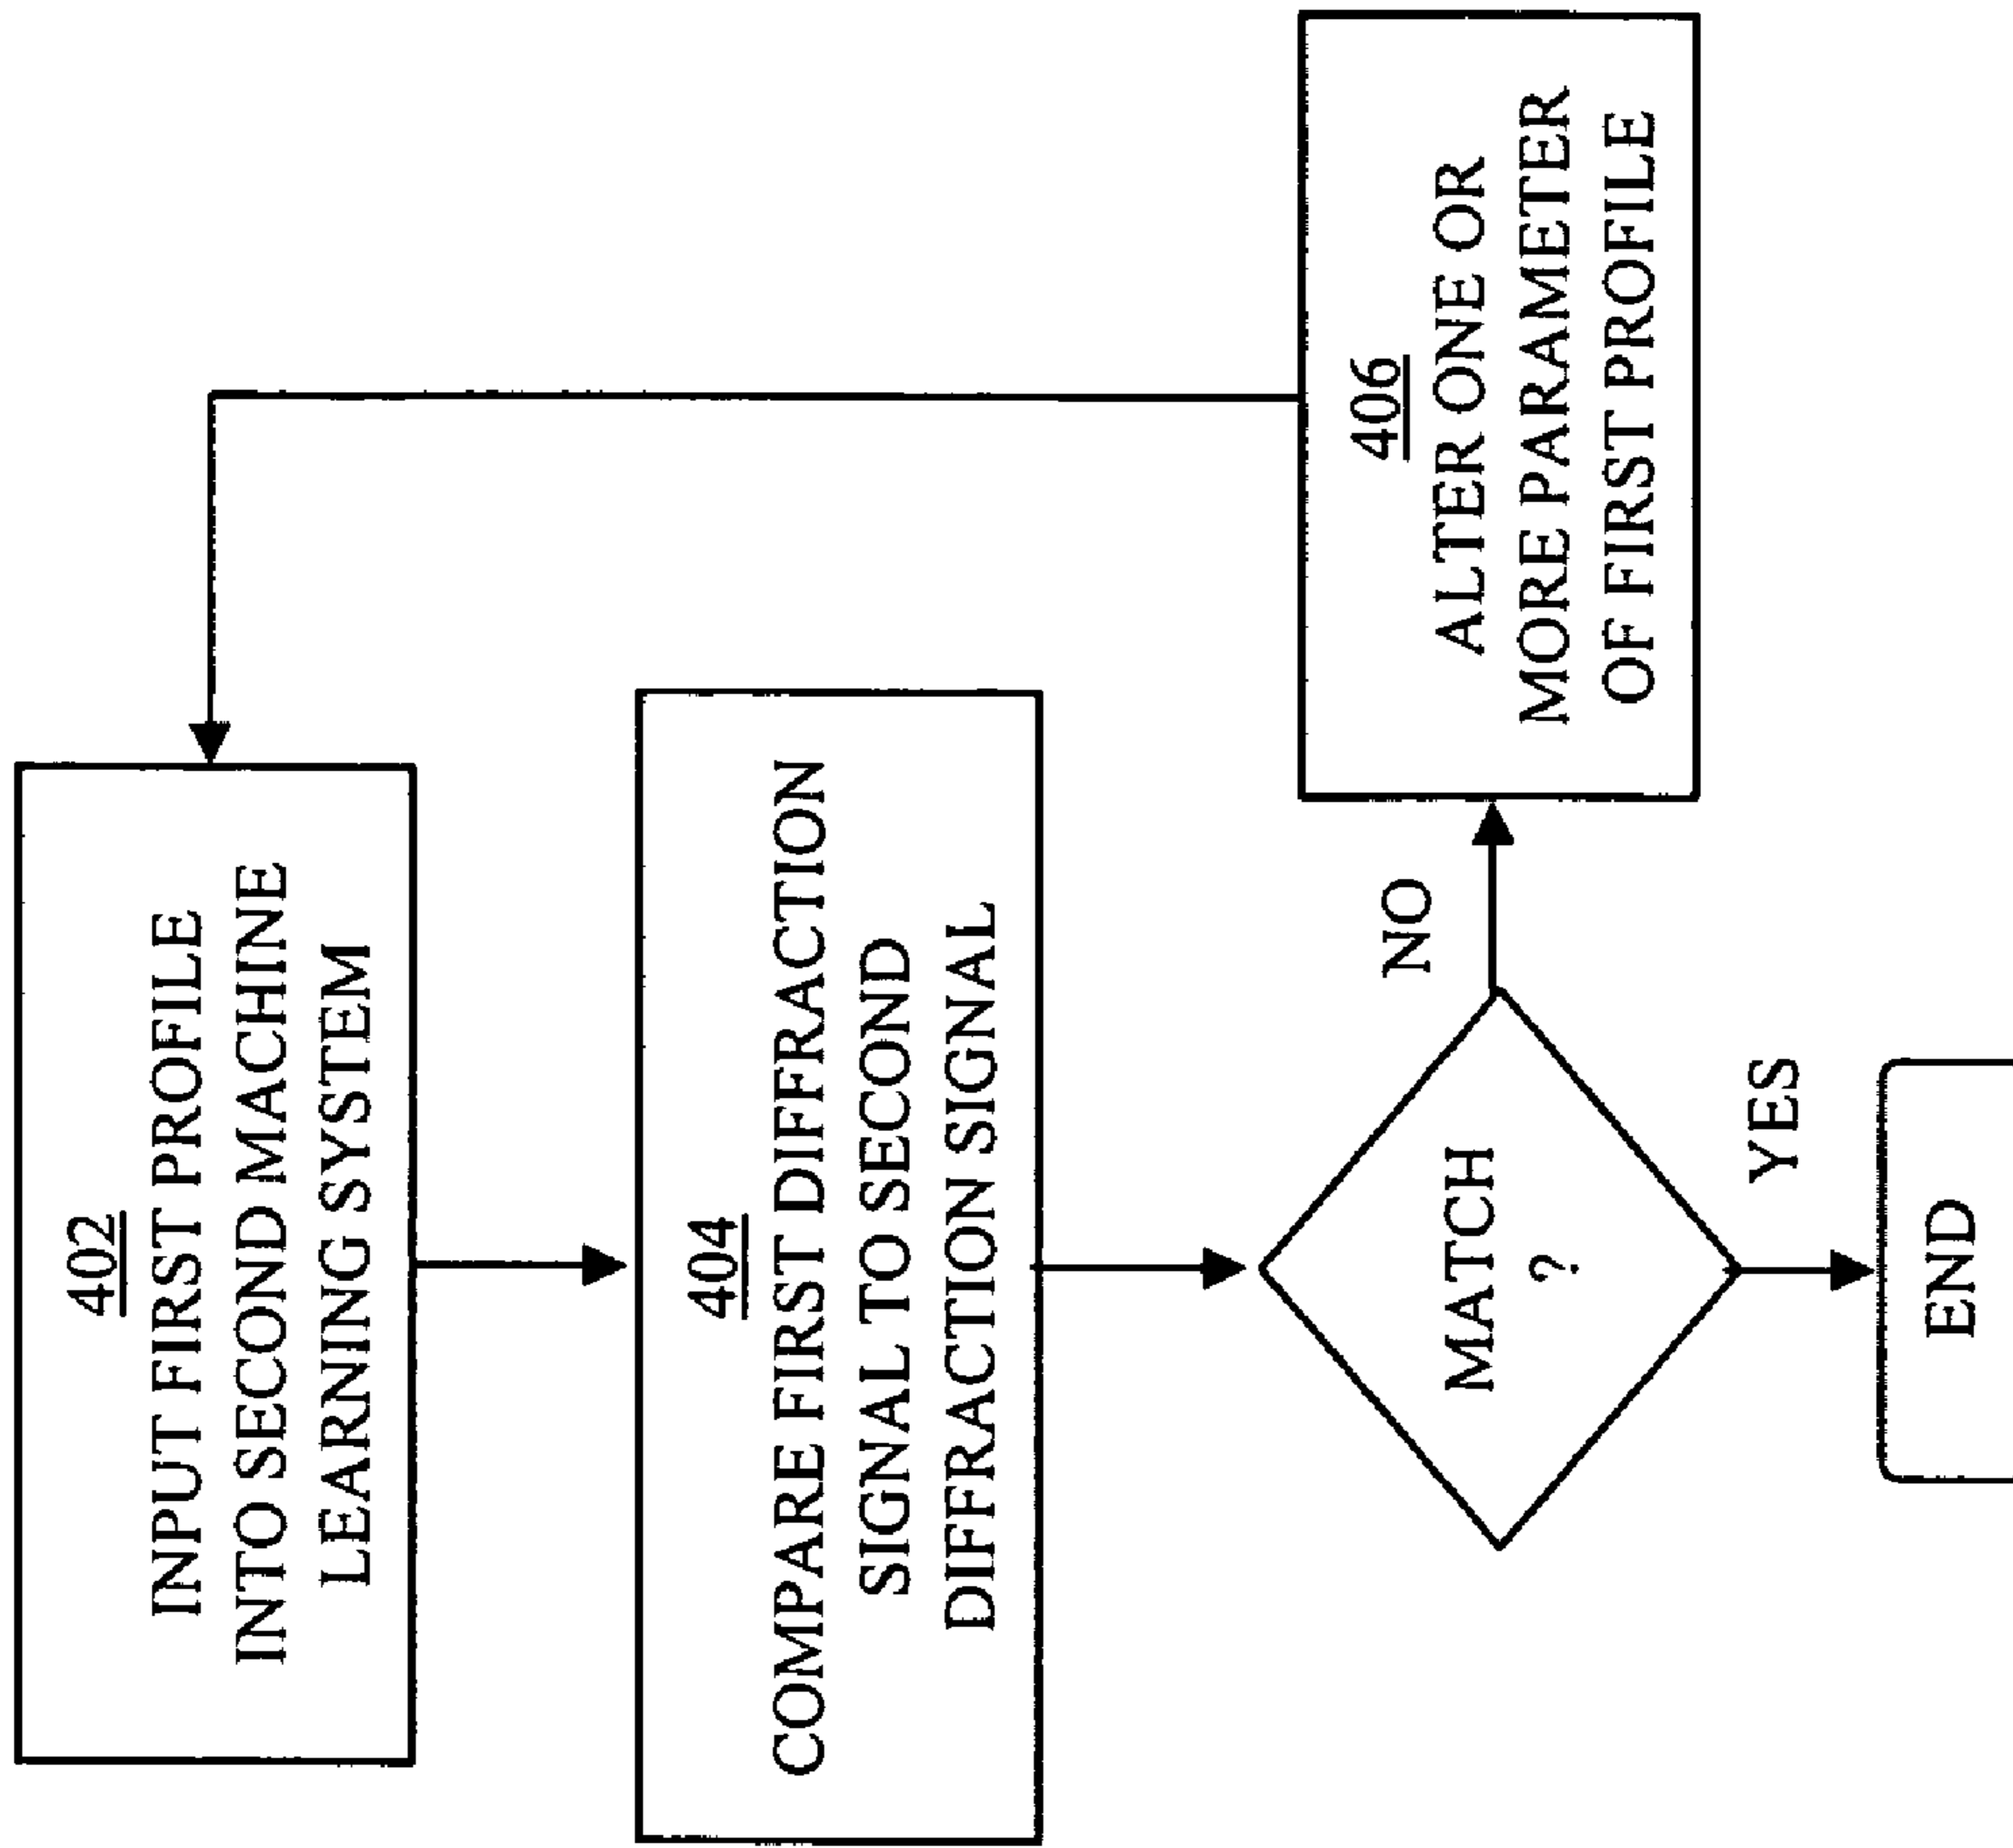 402
INPUT FIRST PROFILE
INTO SECOND MACHINE
LEARNING SYSTEM
404
COMPARE FIRST DIFFRACTION
SIGNAL TO SECOND
DIFFRACTION SIGNAL
MATCH
?
NO
406
ALTER ONE OR
MORE PARAMETER
OF FIRST PROFILE
YES
END